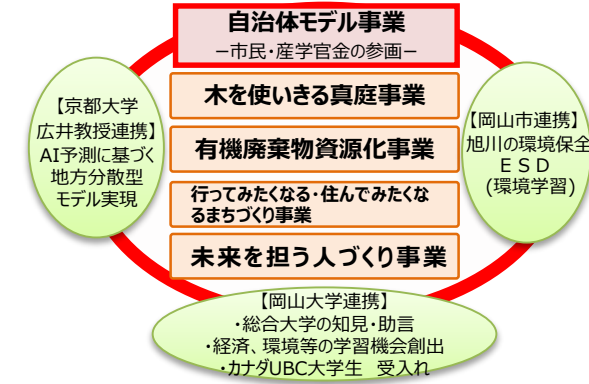 自治体モデル事業
－市民・産学官金の参画－
木を使いきる真庭事業
有機廃棄物資源化事業
行ってみたくなる・住んでみたくな
るまちづくり事業
未来を担う人づくり事業
【京都大学
広井教授連携】
AI予測に基づく
地方分散型
モデル実現
【岡山市連携】
旭川の環境保全
ＥＳＤ
(環境学習)
【岡山大学連携】
・総合大学の知見・助言
・経済、環境等の学習機会創出
・カナダUBC大学生　受入れ